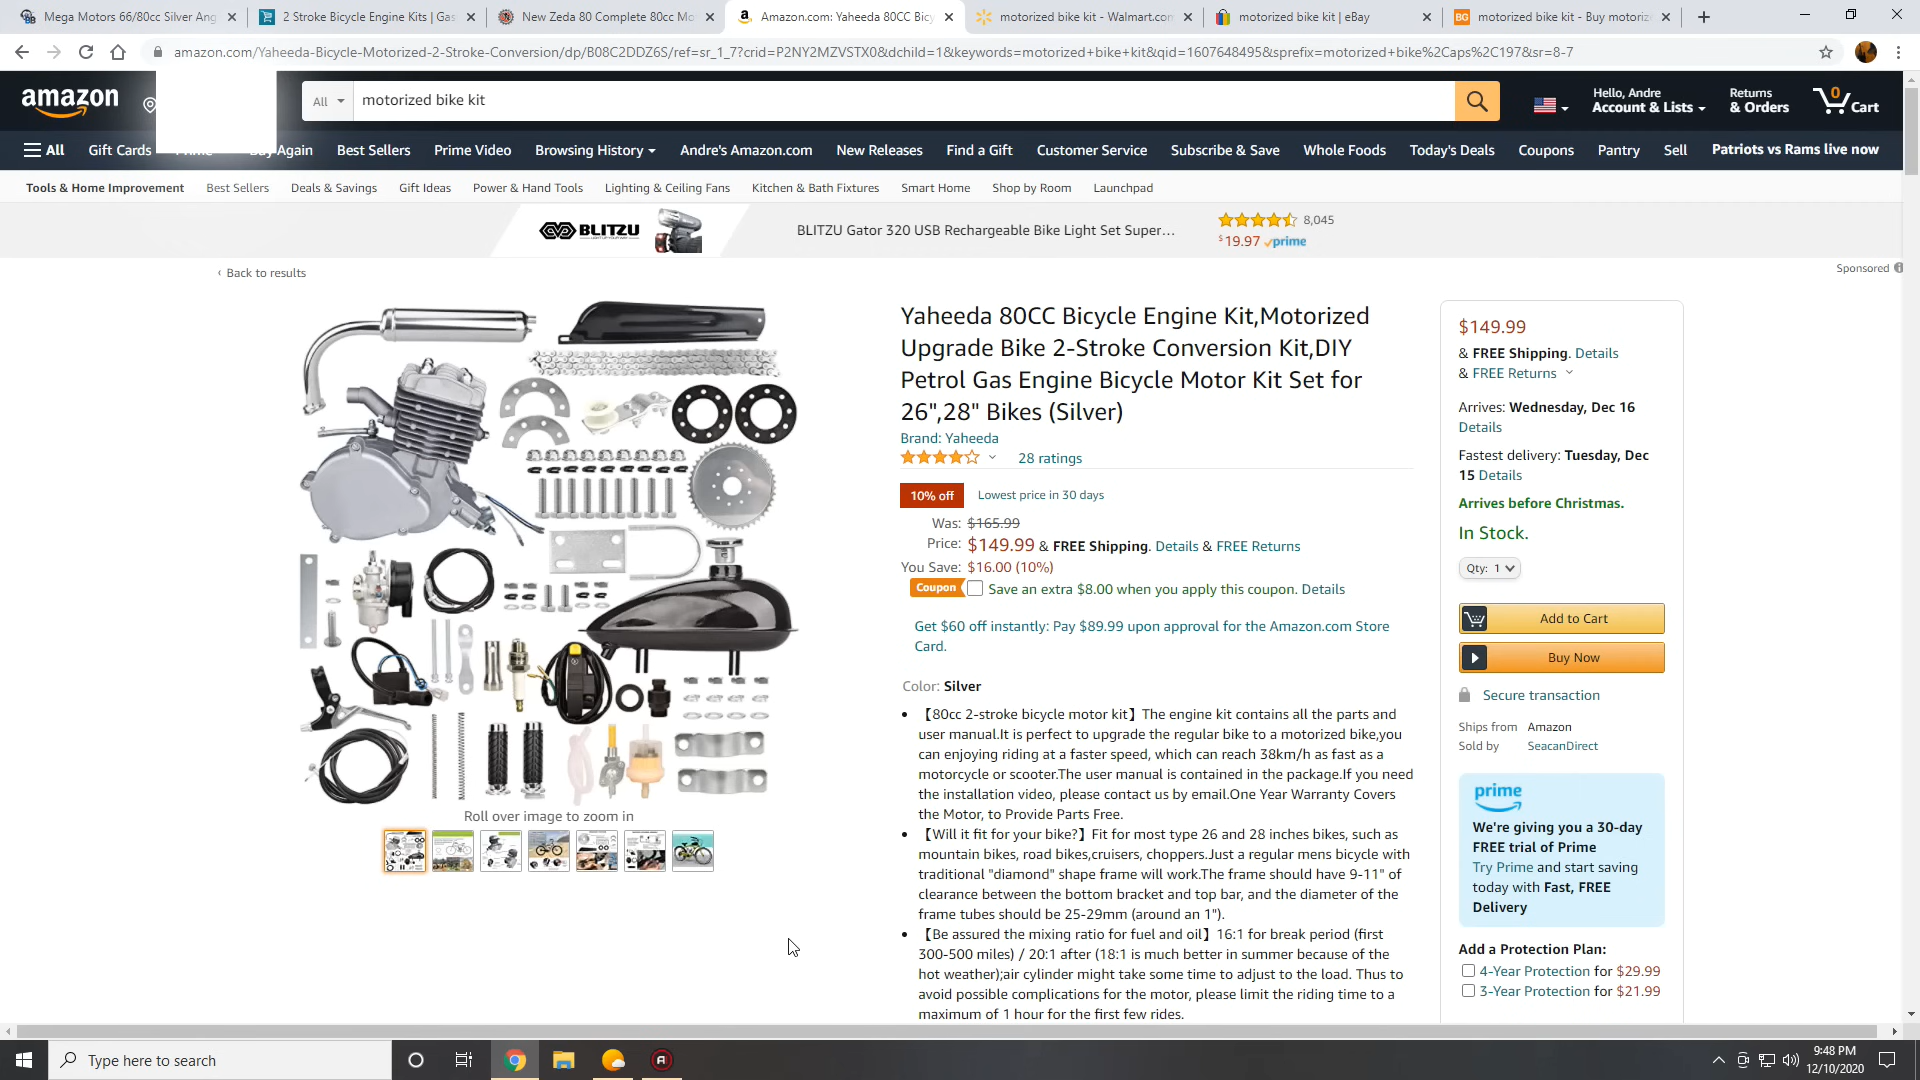 Mega Motors 66/80cc Silver Ang
2 Stroke Bicycle Engine Kits | Gas
New Zeda 80 Complete 80cc Mo
Amazon.com: Yaheeda 80CC Bicy
motorized bike kit - Walmart.com
motorized bike kit | eBay
BG
motorized bike kit - Buy motoriz
amazon.com/Yaheeda-Bicycle-Motorized-2-Stroke-Conversion/dp/B08C2DDZ6S/ref=sr_1_7?crid=P2NY2MZVSTX0&dchild=1&keywords=motorized+bike+kit&qid=1607648495&sprefix=motorized+bike%2Caps%2C197&sr=8-7
amazon
All
motorized bike kit
Hello, Andre
Account & Lists
Returns
& Orders
0
Cart
All
Gift Cards
Buy Again
Best Sellers
Prime Video
Browsing History
Andre's Amazon.com
New Releases
Find a Gift
Customer Service
Subscribe & Save
Whole Foods
Today's Deals
Coupons
Pantry
Sell
Patriots vs Rams live now
Tools & Home Improvement
Best Sellers
Deals & Savings
Gift Ideas
Power & Hand Tools
Lighting & Ceiling Fans
Kitchen & Bath Fixtures
Smart Home
Shop by Room
Launchpad
BLITZU
BLITZU Gator 320 USB Rechargeable Bike Light Set Super…
8,045
$19.97 prime
‹ Back to results
Sponsored
Yaheeda 80CC Bicycle Engine Kit,Motorized
Upgrade Bike 2-Stroke Conversion Kit,DIY
Petrol Gas Engine Bicycle Motor Kit Set for
26",28" Bikes (Silver)
Brand: Yaheeda
28 ratings
10% off
Lowest price in 30 days
Was: $165.99
Price: $149.99 & FREE Shipping. Details & FREE Returns
You Save: $16.00 (10%)
Coupon
Save an extra $8.00 when you apply this coupon. Details
Get $60 off instantly: Pay $89.99 upon approval for the Amazon.com Store
Card.
Color: Silver
• 【80cc 2-stroke bicycle motor kit】The engine kit contains all the parts and
user manual.It is perfect to upgrade the regular bike to a motorized bike,you
can enjoying riding at a faster speed, which can reach 38km/h as fast as a
motorcycle or scooter.The user manual is contained in the package.If you need
the installation video, please contact us by email.One Year Warranty Covers
the Motor, to Provide Parts Free.
• 【Will it fit for your bike?】Fit for most type 26 and 28 inches bikes, such as
mountain bikes, road bikes,cruisers, choppers.Just a regular mens bicycle with
traditional "diamond" shape frame will work.The frame should have 9-11" of
clearance between the bottom bracket and top bar, and the diameter of the
frame tubes should be 25-29mm (around an 1").
• 【Be assured the mixing ratio for fuel and oil】16:1 for break period (first
300-500 miles) / 20:1 after (18:1 is much better in summer because of the
hot weather);air cylinder might take some time to adjust to the load. Thus to
avoid possible complications for the motor, please limit the riding time to a
maximum of 1 hour for the first few rides.
Roll over image to zoom in
$149.99
& FREE Shipping. Details
& FREE Returns
Arrives: Wednesday, Dec 16
Details
Fastest delivery: Tuesday, Dec
15 Details
Arrives before Christmas.
In Stock.
Qty: 1
Add to Cart
Buy Now
Secure transaction
Ships from Amazon
Sold by SeacanDirect
prime
We're giving you a 30-day
FREE trial of Prime
Try Prime and start saving
today with Fast, FREE
Delivery
Add a Protection Plan:
4-Year Protection for $29.99
3-Year Protection for $21.99
Type here to search
9:48 PM
12/10/2020